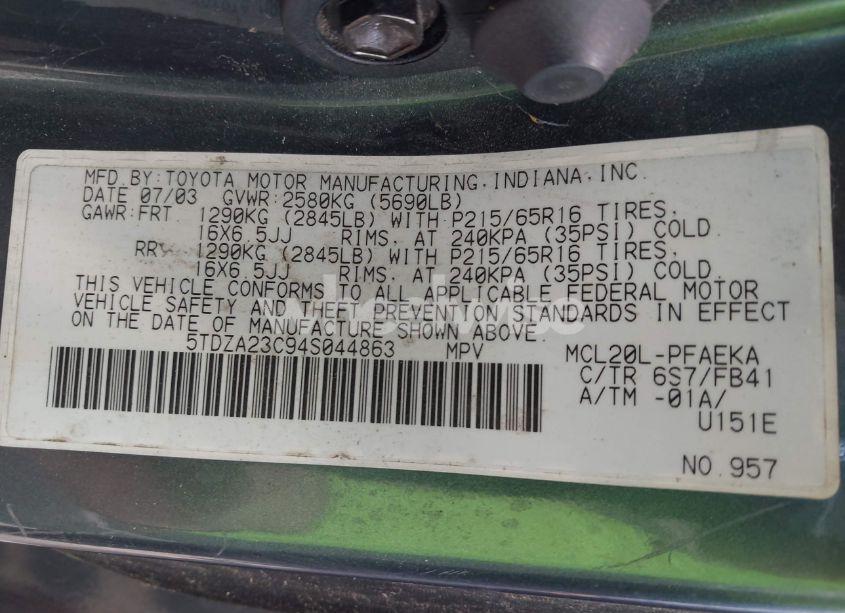 MFD.BY:TOYOTA MOTOR MANUFACTURING,INDIANA,INC.
DATE 07/03 GVWR:2580KG (5690LB)
GAWR:FRT 1290KG (2845LB) WITH P215/65R16 TIRES,
16X6.5JJ RIMS, AT 240KPA (35PSI) COLD.
RR 1290KG (2845LB) WITH P215/65R16 TIRES,
16X6.5JJ RIMS, AT 240KPA (35PSI) COLD.
THIS VEHICLE CONFORMS TO ALL APPLICABLE FEDERAL MOTOR
VEHICLE SAFETY AND THEFT PREVENTION STANDARDS IN EFFECT
ON THE DATE OF MANUFACTURE SHOWN ABOVE.
5TDZA23C94S044863 MPV MCL20L-PFAEKA
C/TR 6S7/FB41
A/TM -01A/
U151E
NO.957